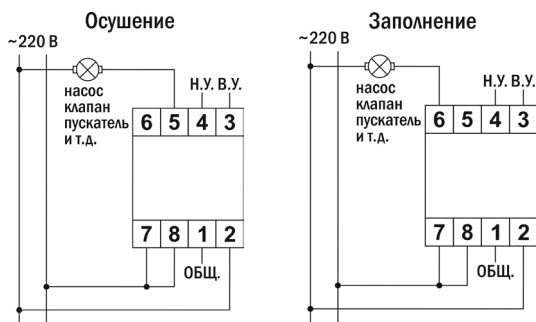 Осушение
~220 В
насос
клапан
пускатель
и т.д.
Н.У. В.У.
6 5 4 3
7 8 1 2
ОБЩ.
Заполнение
~220 В
насос
клапан
пускатель
и т.д.
Н.У. В.У.
6 5 4 3
7 8 1 2
ОБЩ.